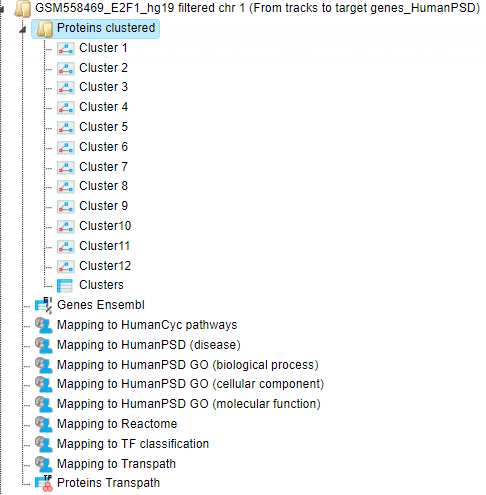 GSM558469_E2F1_hg19 filtered chr 1 (From tracks to target genes_HumanPSD)
Proteins clustered
Cluster 1
Cluster 2
Cluster 3
Cluster 4
Cluster 5
Cluster 6
Cluster 7
Cluster 8
Cluster 9
Cluster10
Cluster11
Cluster12
Clusters
Genes Ensembl
Mapping to HumanCyc pathways
Mapping to HumanPSD (disease)
Mapping to HumanPSD GO (biological process)
Mapping to HumanPSD GO (cellular component)
Mapping to HumanPSD GO (molecular function)
Mapping to Reactome
Mapping to TF classification
Mapping to Transpath
Proteins Transpath